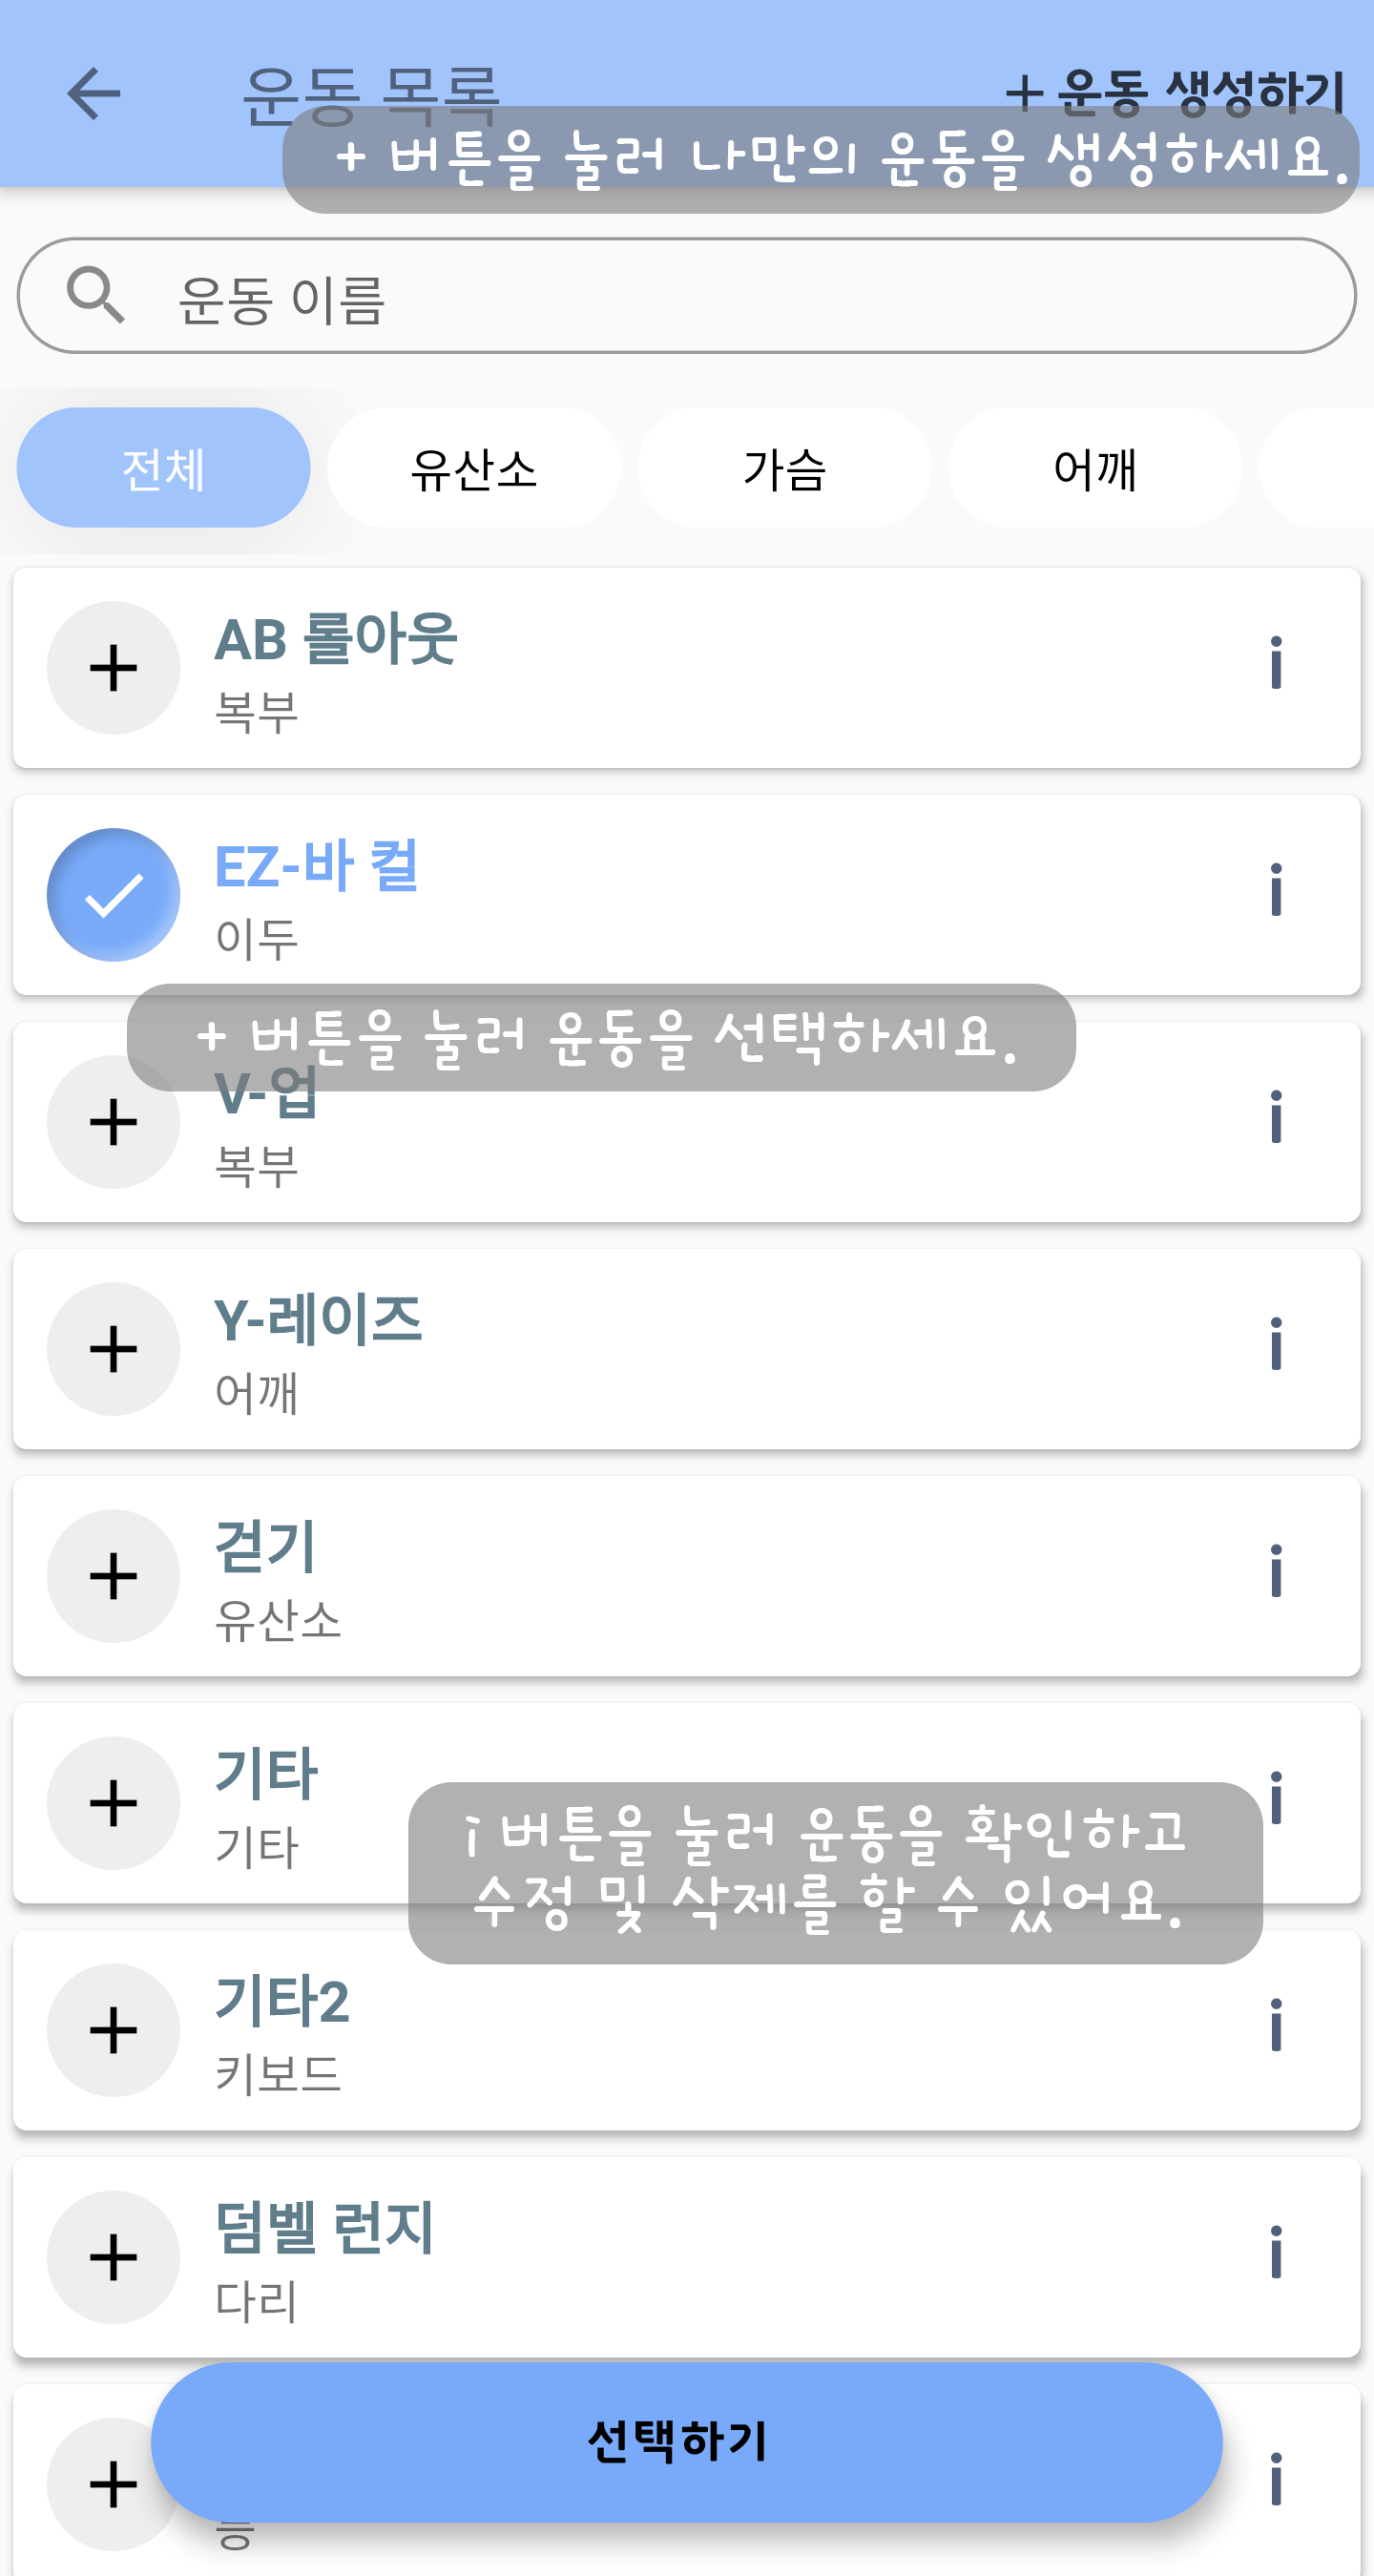 운동 목록
+ 운동 생성하기
+ 버튼을 눌러 나만의 운동을 생성하세요.
운동 이름
전체
유산소
가슴
어깨
AB 롤아웃
복부
i
EZ-바 컬
이두
i
+ 버튼을 눌러 운동을 선택하세요.
V-업
복부
i
Y-레이즈
어깨
i
걷기
유산소
i
기타
기타
i
i 버튼을 눌러 운동을 확인하고
수정 및 삭제를 할 수 있어요.
기타2
키보드
i
덤벨 런지
다리
i
선택하기
i